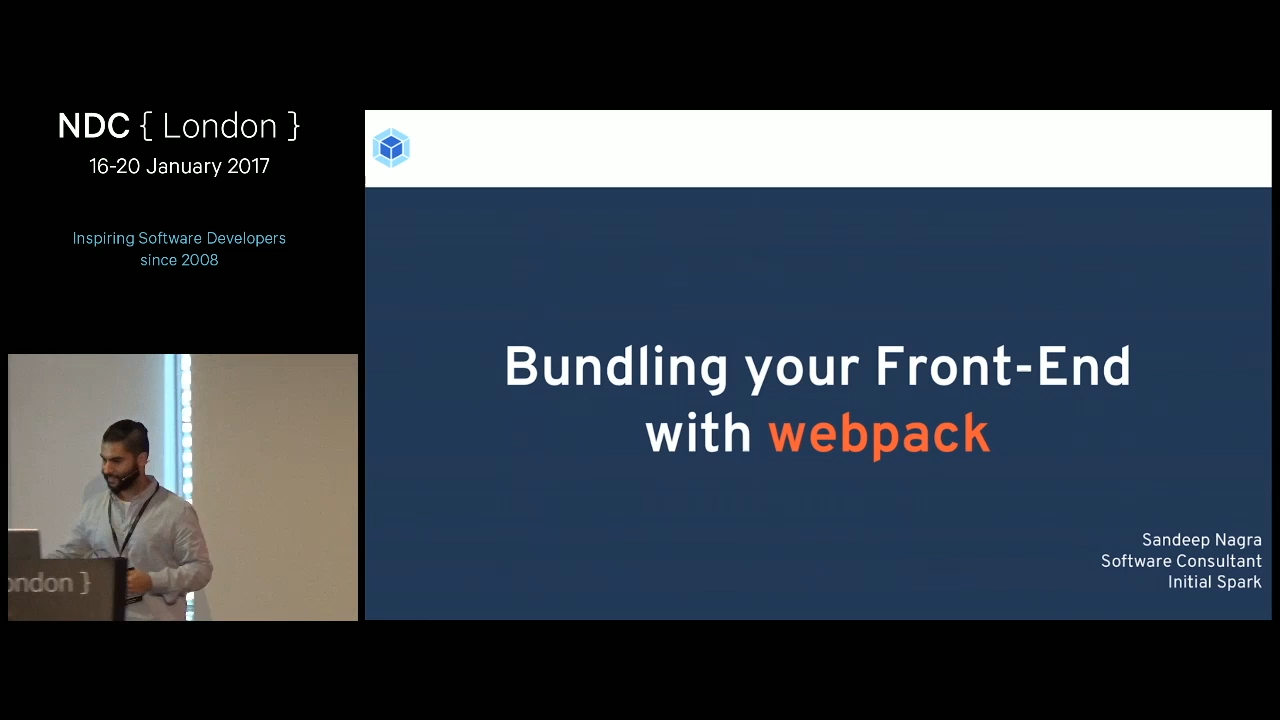 NDC { London }
16-20 January 2017
Inspiring Software Developers
since 2008
Bundling your Front-End
with webpack
Sandeep Nagra
Software Consultant
Initial Spark
ondon }